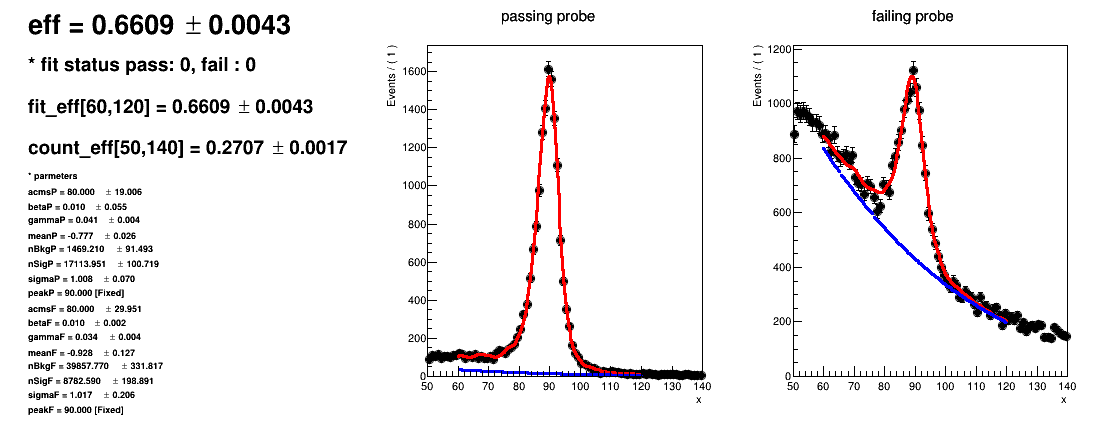 eff = 0.6609 ± 0.0043
* fit status pass: 0, fail : 0
fit_eff[60,120] = 0.6609 ± 0.0043
count_eff[50,140] = 0.2707 ± 0.0017
* parmeters
acmsP = 80.000 ± 19.006
betaP = 0.010 ± 0.055
gammaP = 0.041 ± 0.004
meanP = -0.777 ± 0.026
nBkgP = 1469.210 ± 91.493
nSigP = 17113.951 ± 100.719
sigmaP = 1.008 ± 0.070
peakP = 90.000 [Fixed]
acmsF = 80.000 ± 29.951
betaF = 0.010 ± 0.002
gammaF = 0.034 ± 0.004
meanF = -0.928 ± 0.127
nBkgF = 39857.770 ± 331.817
nSigF = 8782.590 ± 198.891
sigmaF = 1.017 ± 0.206
peakF = 90.000 [Fixed]
passing probe
Events / ( 1 )
1600
1400
1200
1000
800
600
400
200
0
50 60 70 80 90 100 110 120 130 140
x
failing probe
Events / ( 1 )
1200
1000
800
600
400
200
0
50 60 70 80 90 100 110 120 130 140
x